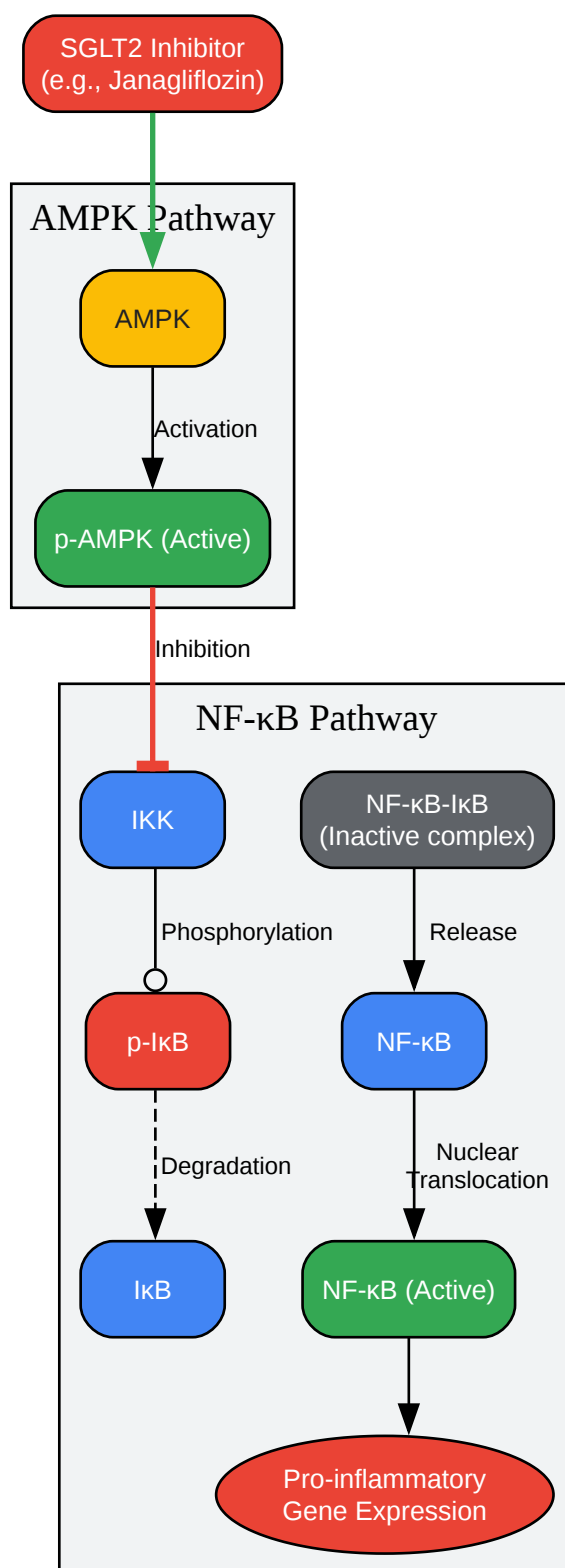 SGLT2 Inhibitor
(e.g., Janagliflozin)
AMPK Pathway
AMPK
Activation
p-AMPK (Active)
Inhibition
NF-κB Pathway
IKK
NF-κB-IκB
(Inactive complex)
Phosphorylation
Release
p-IκB
NF-κB
Degradation
Nuclear
Translocation
IκB
NF-κB (Active)
Pro-inflammatory
Gene Expression